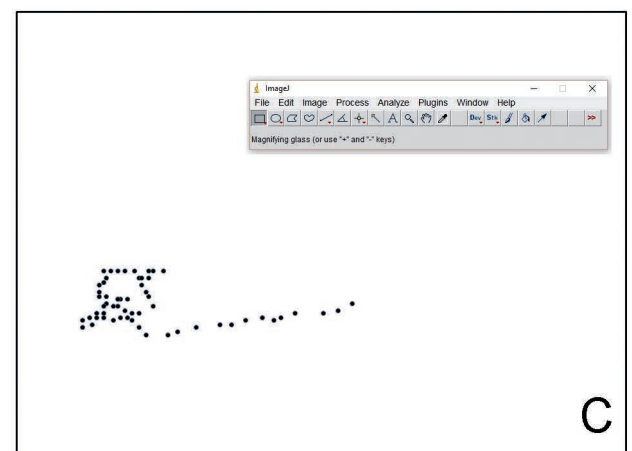 ImageJ
File Edit Image Process Analyze Plugins Window Help
Dev Stk >>
Magnifying glass (or use "+" and "-" keys)
C